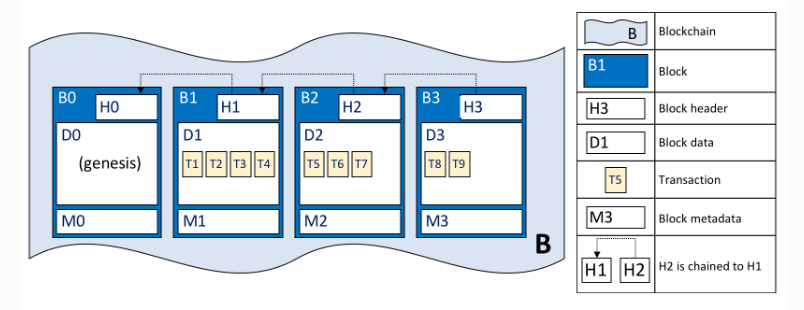 B0 H0
D0
(genesis)
M0
B1 H1
D1
T1 T2 T3 T4
M1
B2 H2
D2
T5 T6 T7
M2
B3 H3
D3
T8 T9
M3
B
B Blockchain
B1 Block
H3 Block header
D1 Block data
T5 Transaction
M3 Block metadata
H1 H2 H2 is chained to H1